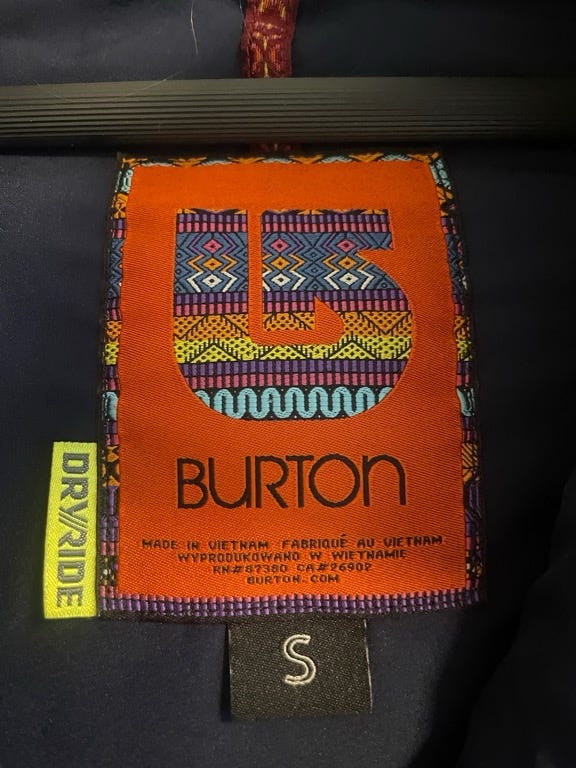 BURTON
MADE IN VIETNAM FABRIQUÉ AU VIETNAM
WYPRODUKOWANO W WIETNAMIE
RN#87380 CA#26902
BURTON.COM
DRY//RIDE
S